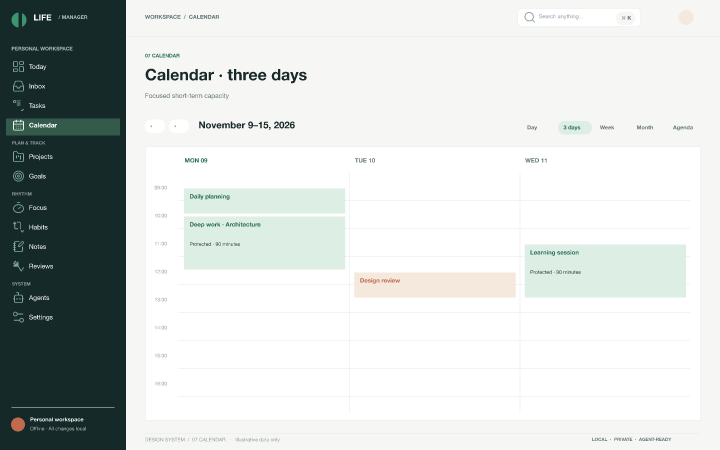 LIFE / MANAGER
PERSONAL WORKSPACE
Today
Inbox
Tasks
Calendar
PLAN & TRACK
Projects
Goals
RHYTHM
Focus
Habits
Notes
Reviews
SYSTEM
Agents
Settings
Personal workspace
Offline · All changes local
WORKSPACE / CALENDAR
Search anything...
⌘ K
07 CALENDAR
Calendar · three days
Focused short-term capacity
November 9–15, 2026
Day
3 days
Week
Month
Agenda
MON 09
TUE 10
WED 11
09:00
10:00
11:00
12:00
13:00
14:00
15:00
16:00
Daily planning
Deep work · Architecture
Protected · 90 minutes
Design review
Learning session
Protected · 90 minutes
DESIGN SYSTEM / 07 CALENDAR · Illustrative data only
LOCAL · PRIVATE · AGENT-READY